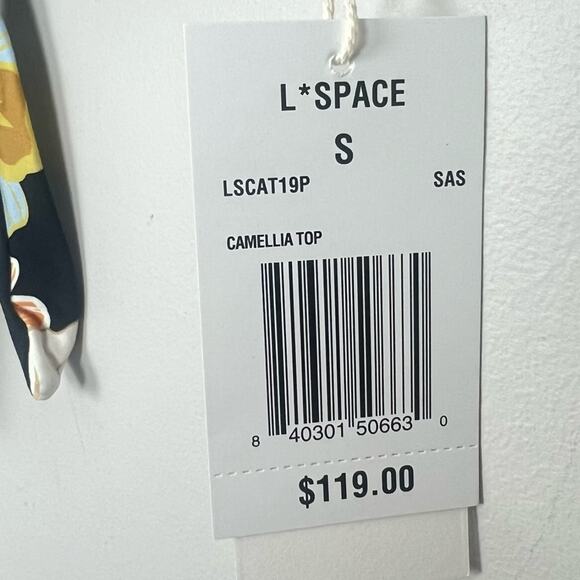 L*SPACE
S
LSCAT19P SAS
CAMELLIA TOP
8 40301 50663 0
$119.00